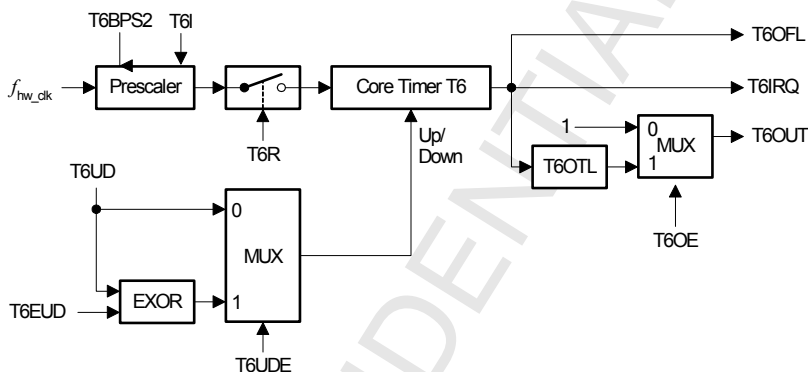 T6BPS2
T6I
f hw_clk
Prescaler
Core Timer T6
T6OFL
T6IRQ
T6R
Up/
Down
1
0
MUX
1
T6OUT
T6OTL
T6OE
T6UD
0
MUX
1
EXOR
T6EUD
T6UDE